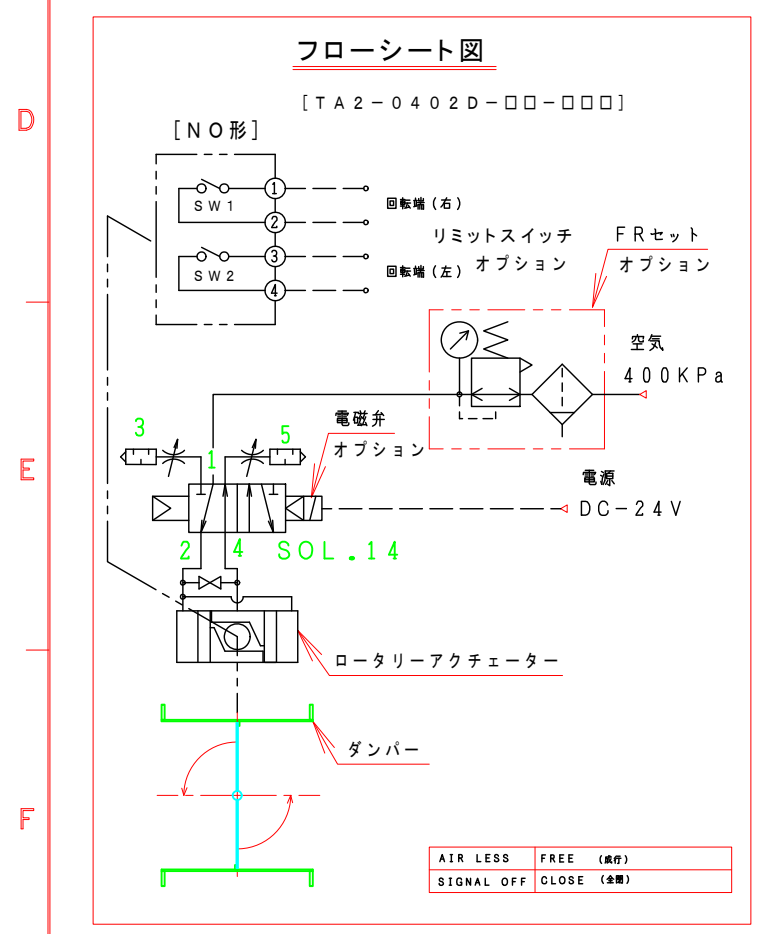 フローシート図
[TA2-0402D-□□-□□□]
[NO形]
D
SW1
1
2
回転端(右)
SW2
3
4
回転端(左)
リミットスイッチ
オプション
FRセット
オプション
空気
400KPa
E
電磁弁
オプション
3
1
5
電源
DC-24V
2
4
SOL.14
ロータリーアクチェーター
ダンパー
F
AIR LESS FREE (成行)
SIGNAL OFF CLOSE (全閉)